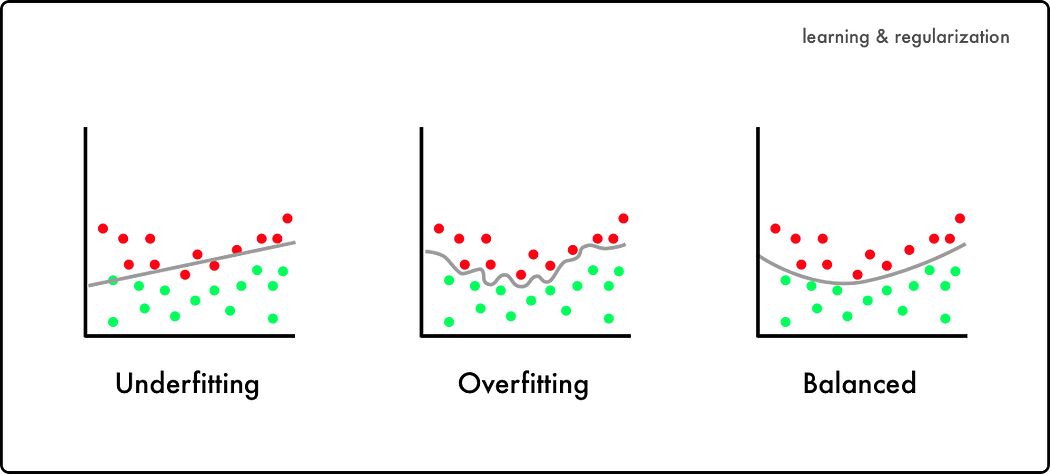 learning & regularization
Underfitting
Overfitting
Balanced